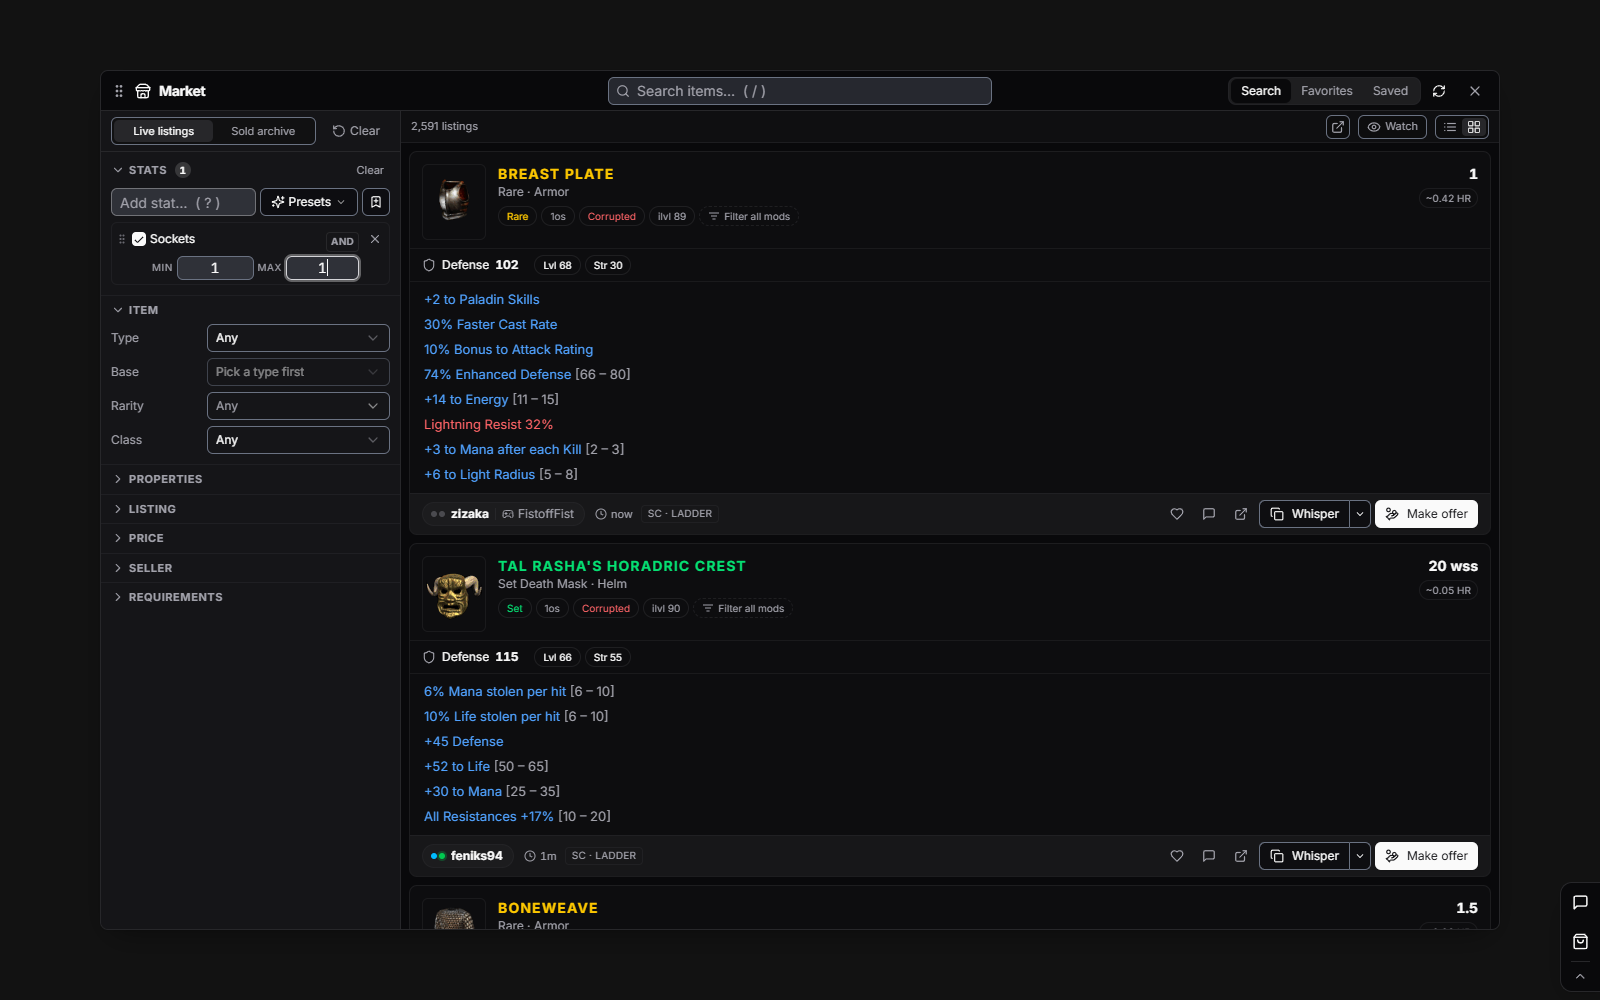 Market
Search items... ( / )
Search
Favorites
Saved
Live listings
Sold archive
Clear
2,591 listings
Watch
STATS 1
Clear
Add stat... ( ? )
Presets
Sockets
AND
MIN 1 MAX 1
ITEM
Type Any
Base Pick a type first
Rarity Any
Class Any
PROPERTIES
LISTING
PRICE
SELLER
REQUIREMENTS
BREAST PLATE
1
Rare · Armor
~0.42 HR
Rare 1os Corrupted ilvl 89 Filter all mods
Defense 102 Lvl 68 Str 30
+2 to Paladin Skills
30% Faster Cast Rate
10% Bonus to Attack Rating
74% Enhanced Defense [66 – 80]
+14 to Energy [11 – 15]
Lightning Resist 32%
+3 to Mana after each Kill [2 – 3]
+6 to Light Radius [5 – 8]
zizaka FistoffFist now SC · LADDER
Whisper
Make offer
TAL RASHA'S HORADRIC CREST
20 wss
Set Death Mask · Helm
~0.05 HR
Set 1os Corrupted ilvl 90 Filter all mods
Defense 115 Lvl 66 Str 55
6% Mana stolen per hit [6 – 10]
10% Life stolen per hit [6 – 10]
+45 Defense
+52 to Life [50 – 65]
+30 to Mana [25 – 35]
All Resistances +17% [10 – 20]
feniks94 1m SC · LADDER
Whisper
Make offer
BONEWEAVE
1.5
Rare · Armor